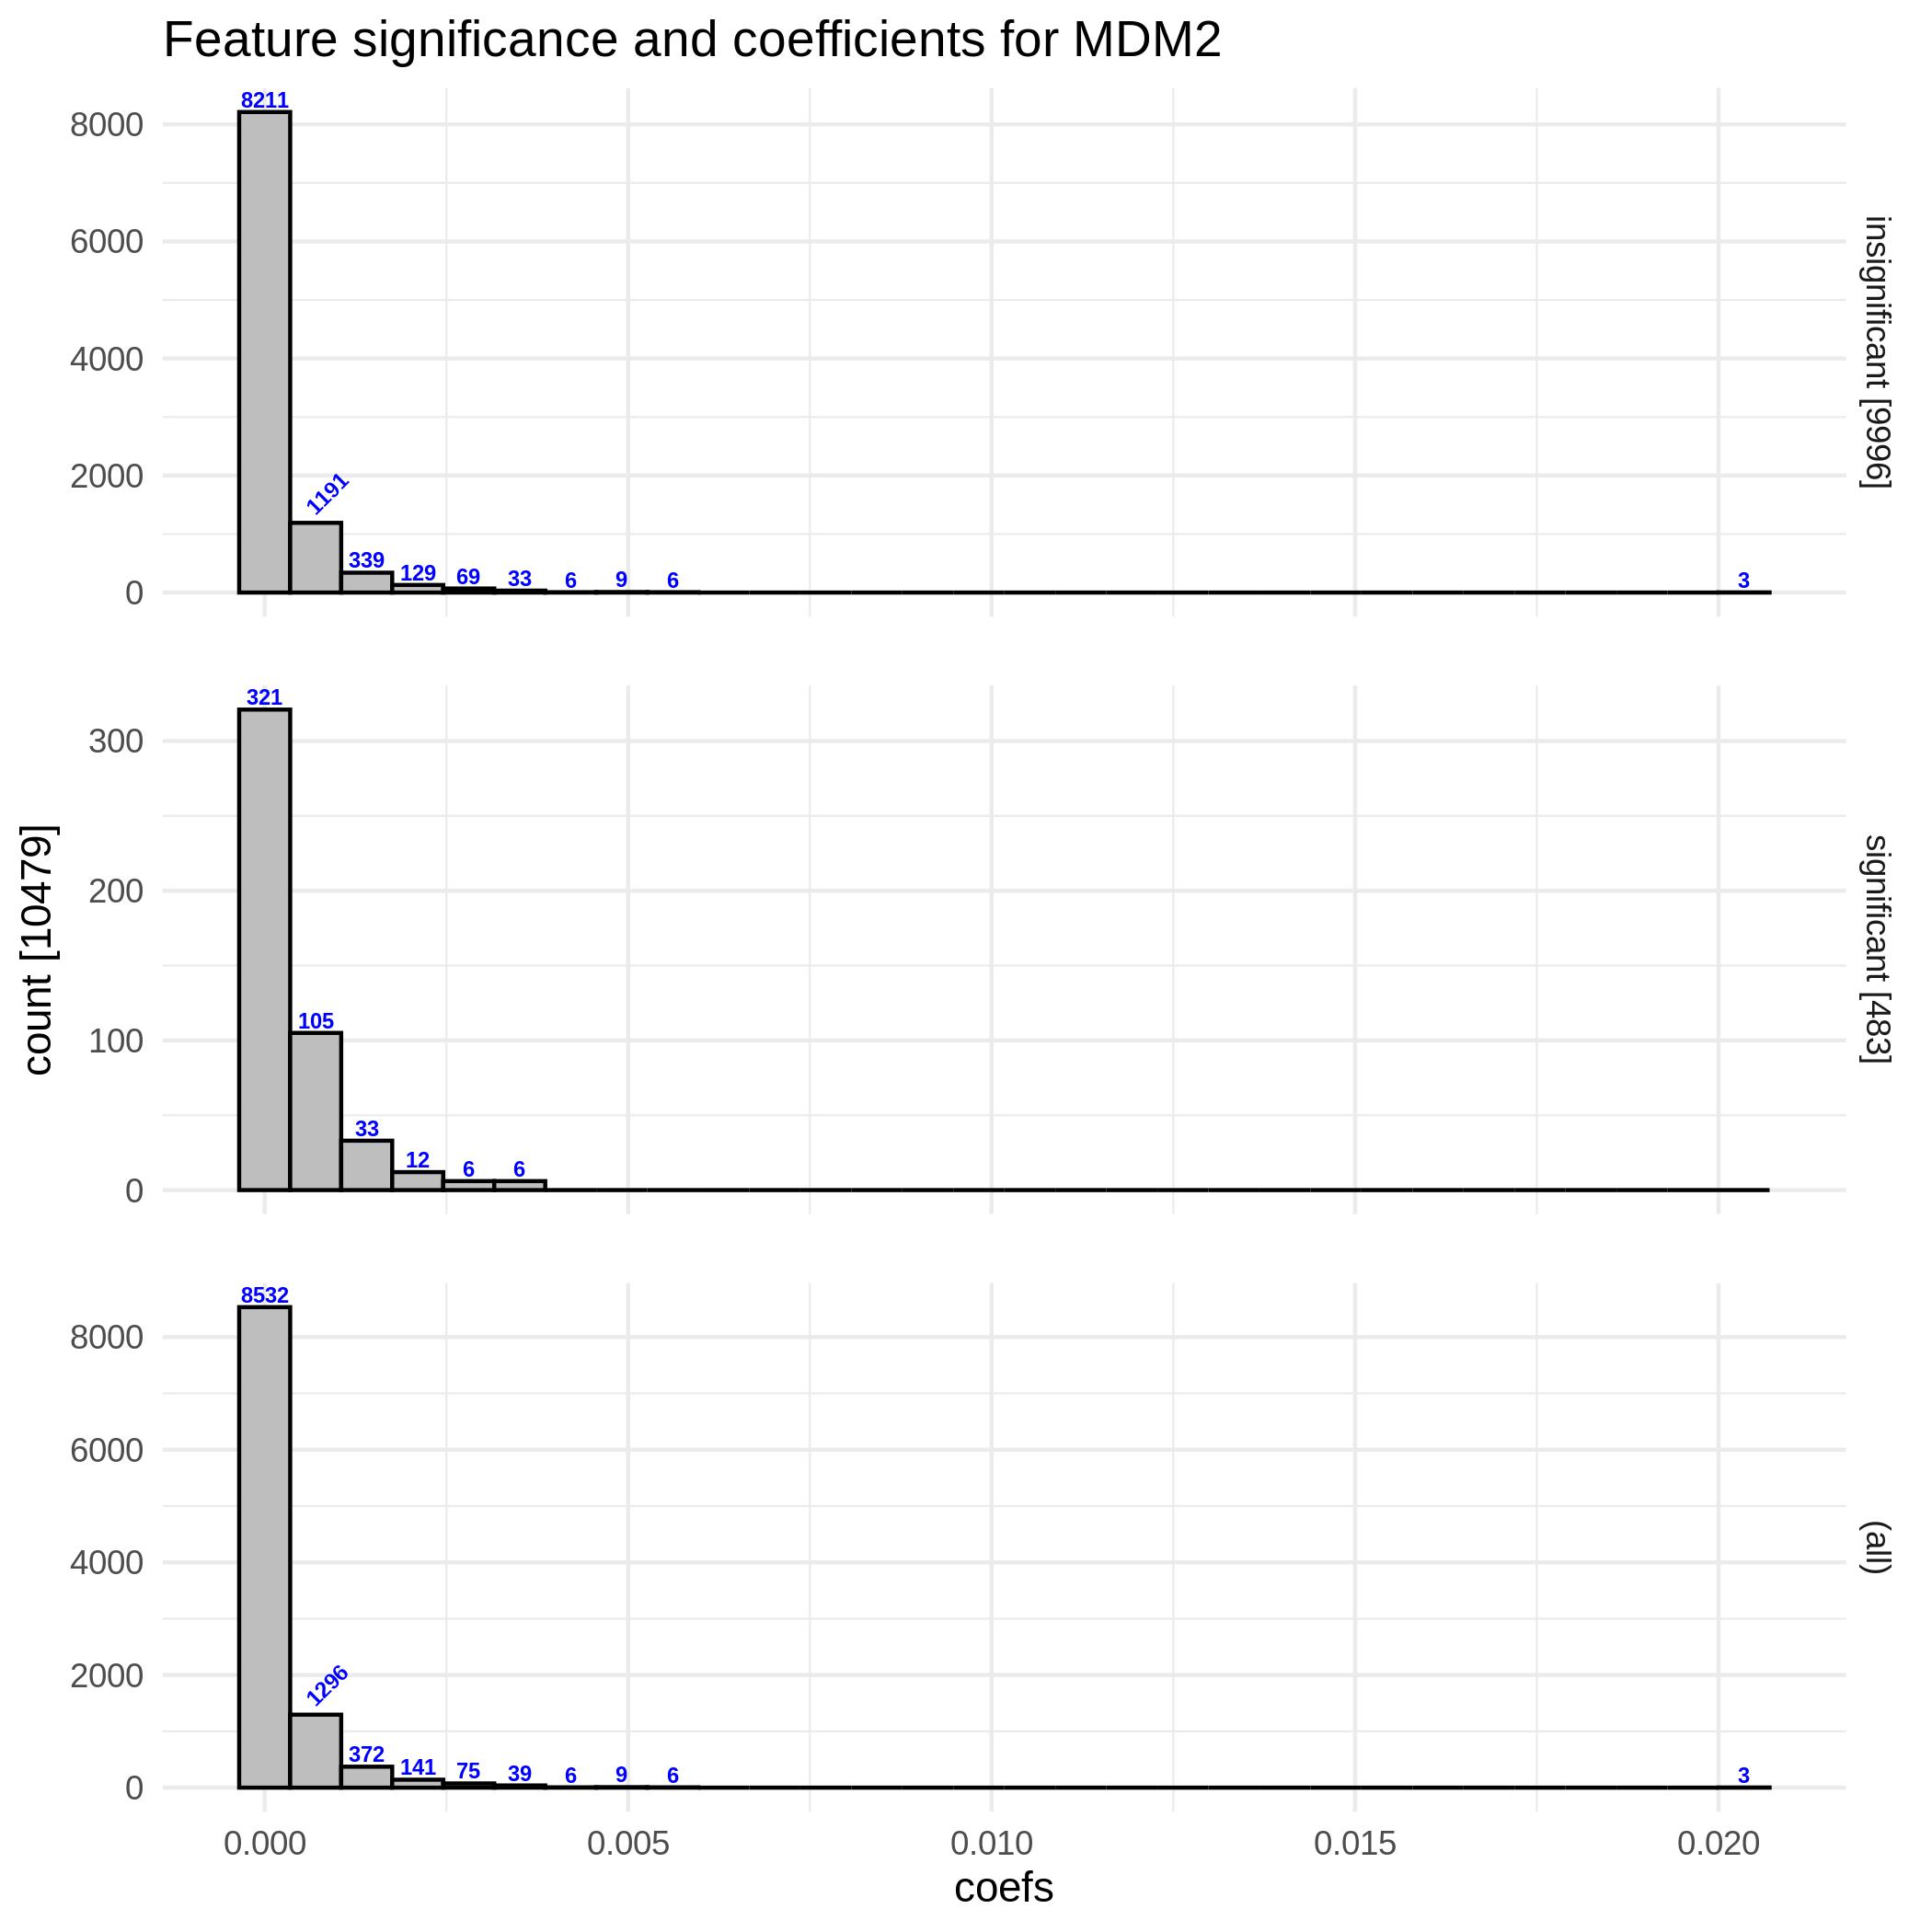 Feature significance and coefficients for MDM2
8211
8000
6000
4000
2000
0
1191
339 129 69 33 6 9 6 3
insignificant [9996]
count [10479]
321
300
200
100
0
105
33
12
6 6
significant [483]
8532
8000
6000
4000
2000
0
1296
372 141 75 39 6 9 6 3
(all)
0.000 0.005 0.010 0.015 0.020
coefs